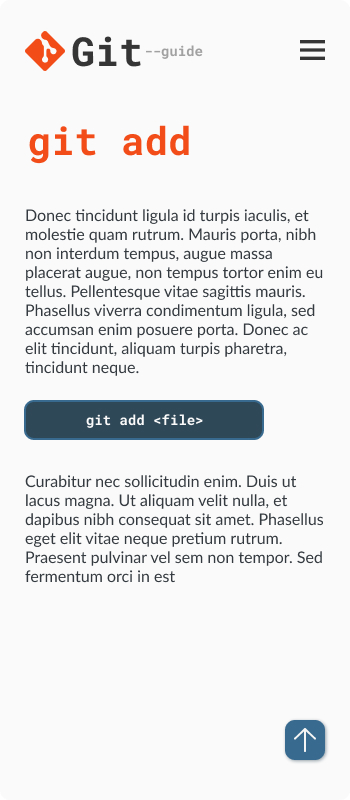 Git --guide
git add
Donec tincidunt ligula id turpis iaculis, et
molestie quam rutrum. Mauris porta, nibh
non interdum tempus, augue massa
placerat augue, non tempus tortor enim eu
tellus. Pellentesque vitae sagittis mauris.
Phasellus viverra condimentum ligula, sed
accumsan enim posuere porta. Donec ac
elit tincidunt, aliquam turpis pharetra,
tincidunt neque.
git add <file>
Curabitur nec sollicitudin enim. Duis ut
lacus magna. Ut aliquam velit nulla, et
dapibus nibh consequat sit amet. Phasellus
eget elit vitae neque pretium rutrum.
Praesent pulvinar vel sem non tempor. Sed
fermentum orci in est